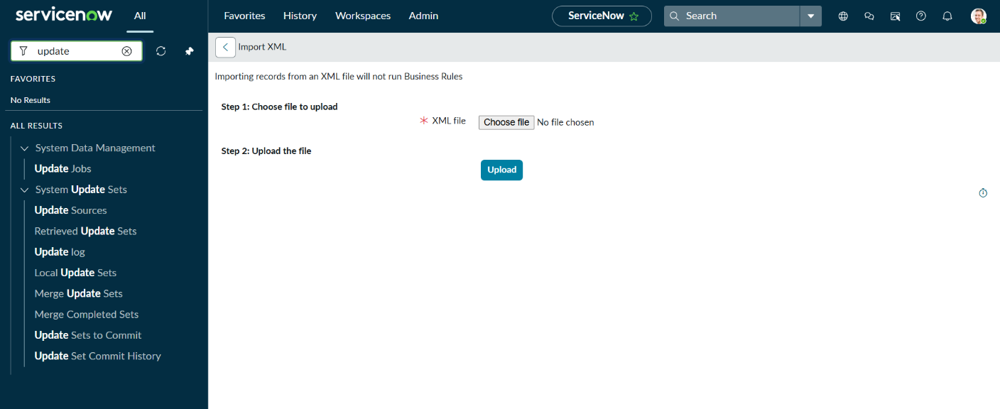 servicenow All Favorites History Workspaces Admin ServiceNow Search
update
FAVORITES
No Results
ALL RESULTS
System Data Management
Update Jobs
System Update Sets
Update Sources
Retrieved Update Sets
Update log
Local Update Sets
Merge Update Sets
Merge Completed Sets
Update Sets to Commit
Update Set Commit History
Import XML
Importing records from an XML file will not run Business Rules
Step 1: Choose file to upload
XML file Choose file No file chosen
Step 2: Upload the file
Upload